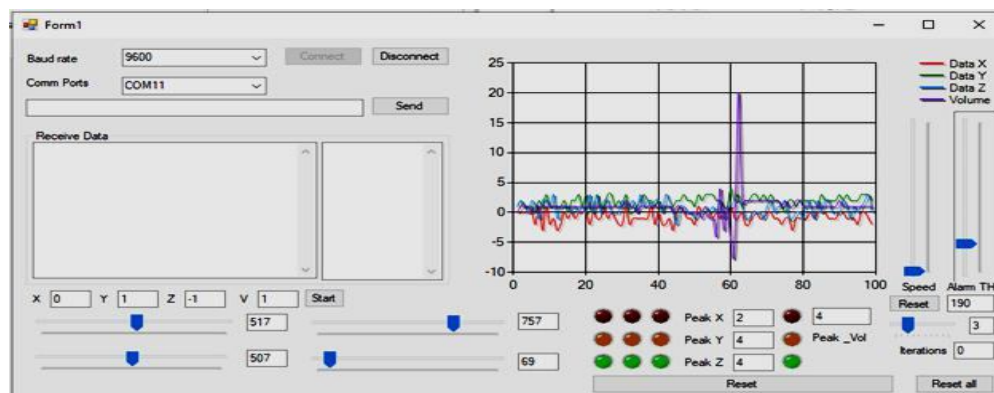 Form1
Baud rate 9600 Connect Disconnect
Comm Ports COM11
Send
Receive Data
25
20
15
10
5
0
-5
-10
0 20 40 60 80 100
Data X
Data Y
Data Z
Volume
Speed Alarm TH
Reset 190
3
Iterations 0
Reset all
X 0 Y 1 Z -1 V 1 Start
517 757
507 69
Peak X 2 4
Peak Y 4 Peak _Vol
Peak Z 4
Reset